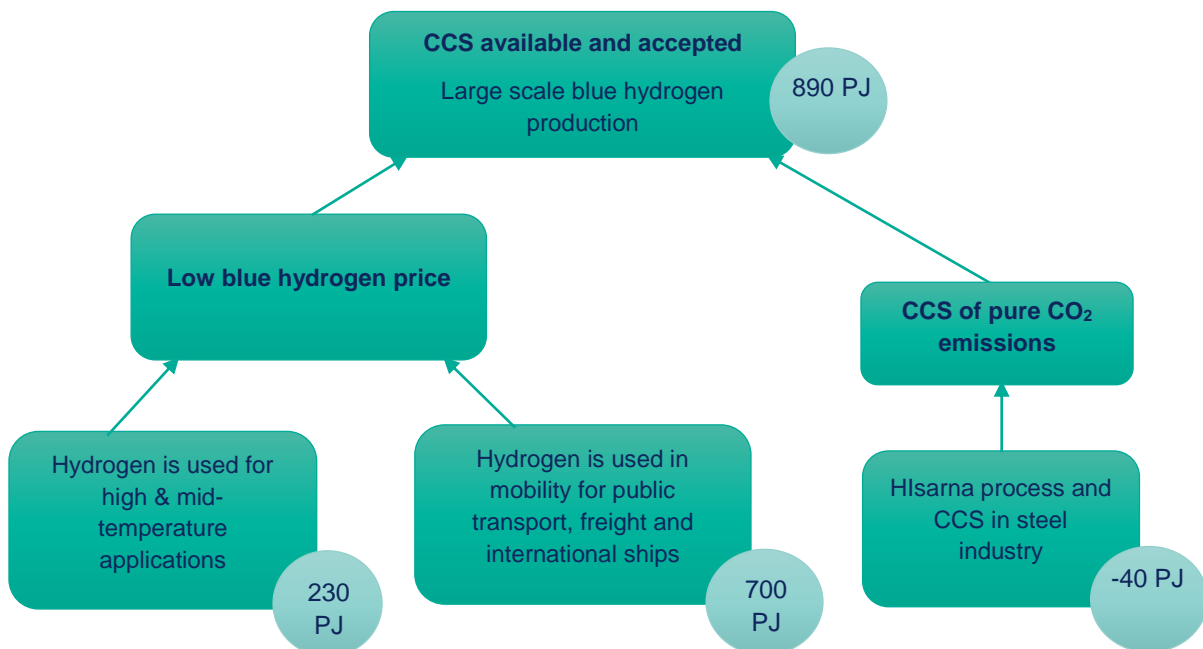 CCS available and accepted
Large scale blue hydrogen
production
890 PJ
Low blue hydrogen price
CCS of pure CO₂
emissions
Hydrogen is used for
high & mid-
temperature
applications
230
PJ
Hydrogen is used in
mobility for public
transport, freight and
international ships
700
PJ
HIsarna process and
CCS in steel
industry
-40 PJ